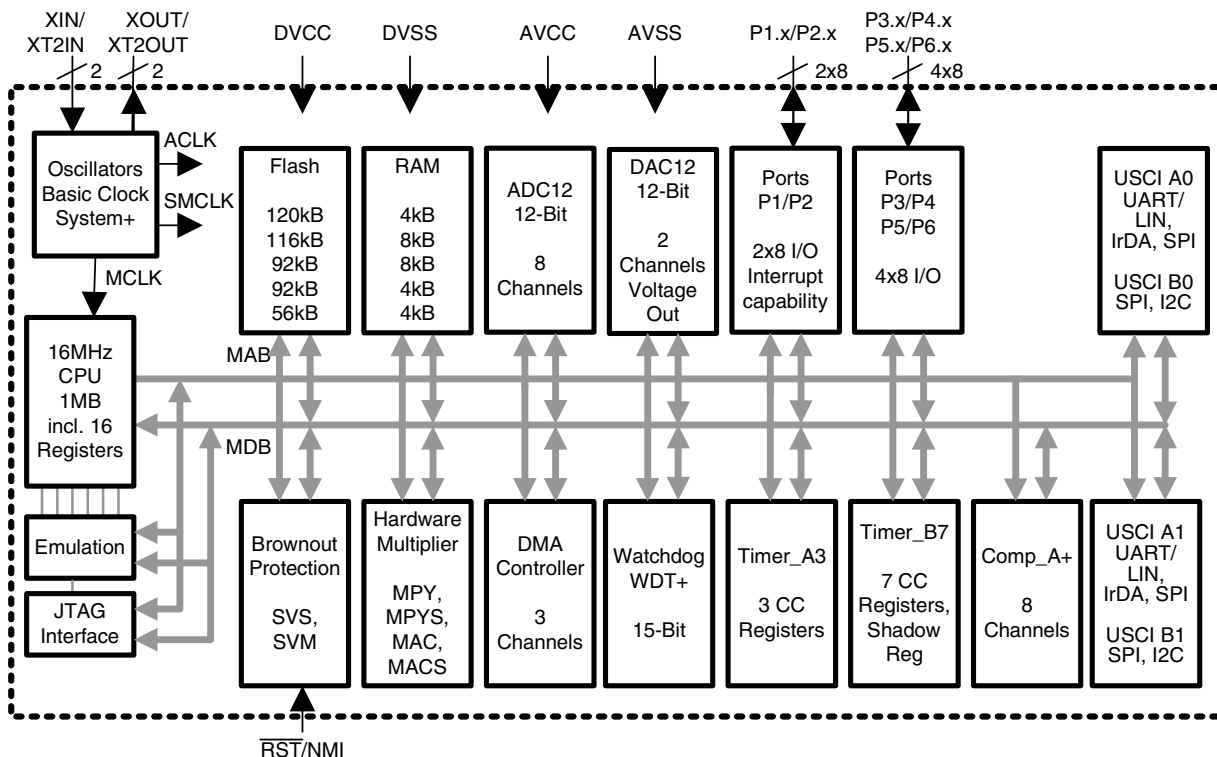 XIN/
XT2IN
XOUT/
XT2OUT
DVCC
DVSS
AVCC
AVSS
P1.x/P2.x
P3.x/P4.x
P5.x/P6.x
2
2
2x8
4x8
Oscillators
Basic Clock
System+
ACLK
SMCLK
MCLK
Flash
120kB
116kB
92kB
92kB
56kB
RAM
4kB
8kB
8kB
4kB
4kB
ADC12
12-Bit
8
Channels
DAC12
12-Bit
2
Channels
Voltage
Out
Ports
P1/P2
2x8 I/O
Interrupt
capability
Ports
P3/P4
P5/P6
4x8 I/O
USCI A0
UART/
LIN,
IrDA, SPI
USCI B0
SPI, I2C
16MHz
CPU
1MB
incl. 16
Registers
MAB
MDB
Emulation
JTAG
Interface
Brownout
Protection
SVS,
SVM
Hardware
Multiplier
MPY,
MPYS,
MAC,
MACS
DMA
Controller
3
Channels
Watchdog
WDT+
15-Bit
Timer_A3
3 CC
Registers
Timer_B7
7 CC
Registers,
Shadow
Reg
Comp_A+
8
Channels
USCI A1
UART/
LIN,
IrDA, SPI
USCI B1
SPI, I2C
RST/NMI